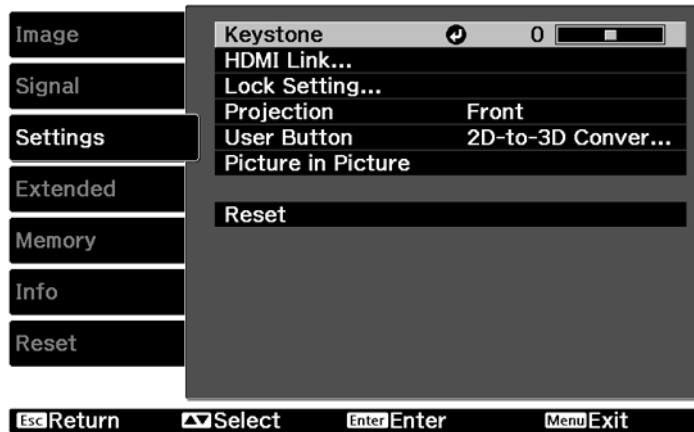 Image
Signal
Settings
Extended
Memory
Info
Reset
Keystone 0
HDMI Link...
Lock Setting...
Projection Front
User Button 2D-to-3D Conver...
Picture in Picture
Reset
Esc Return Select Enter Enter Menu Exit